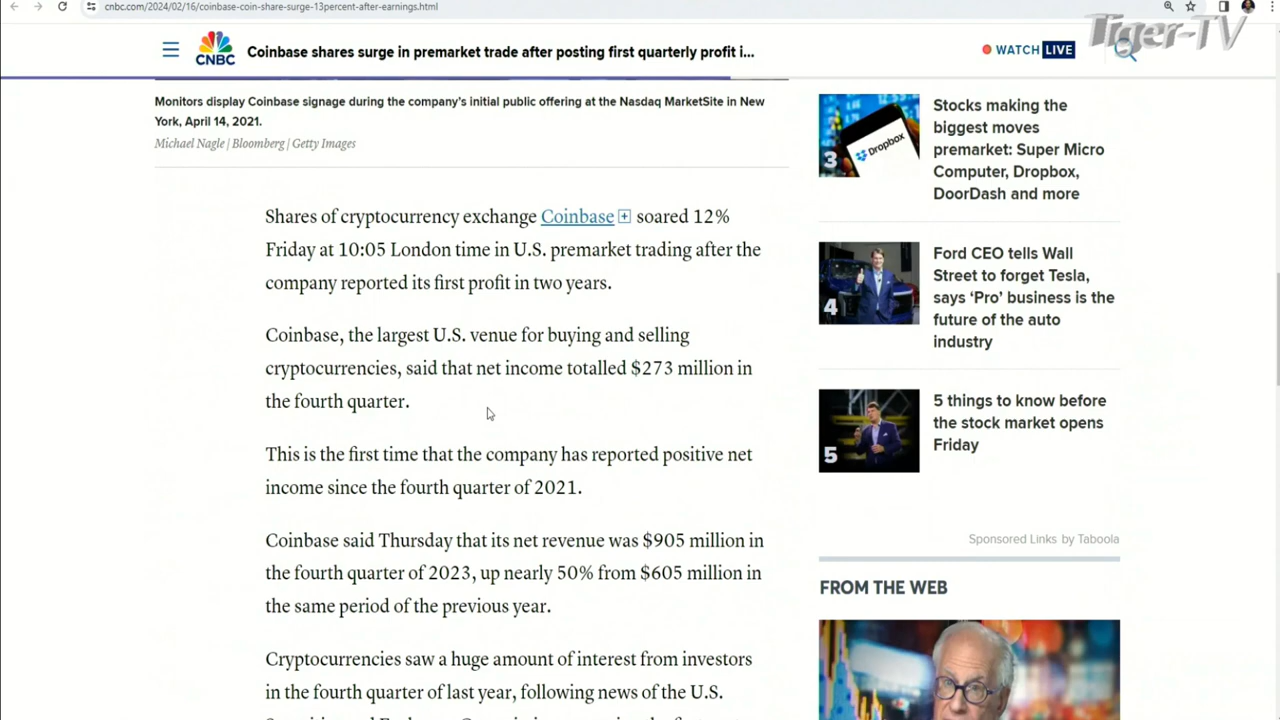 cnbc.com/2024/02/16/coinbase-coin-share-surge-13percent-after-earnings.html
Tiger-TV
CNBC
Coinbase shares surge in premarket trade after posting first quarterly profit i...
WATCH LIVE
Monitors display Coinbase signage during the company's initial public offering at the Nasdaq MarketSite in New
York, April 14, 2021.
Michael Nagle | Bloomberg | Getty Images
Shares of cryptocurrency exchange Coinbase + soared 12%
Friday at 10:05 London time in U.S. premarket trading after the
company reported its first profit in two years.
Coinbase, the largest U.S. venue for buying and selling
cryptocurrencies, said that net income totalled $273 million in
the fourth quarter.
This is the first time that the company has reported positive net
income since the fourth quarter of 2021.
Coinbase said Thursday that its net revenue was $905 million in
the fourth quarter of 2023, up nearly 50% from $605 million in
the same period of the previous year.
Cryptocurrencies saw a huge amount of interest from investors
in the fourth quarter of last year, following news of the U.S.
Dropbox
3
Stocks making the
biggest moves
premarket: Super Micro
Computer, Dropbox,
DoorDash and more
4
Ford CEO tells Wall
Street to forget Tesla,
says ‘Pro’ business is the
future of the auto
industry
5
5 things to know before
the stock market opens
Friday
Sponsored Links by Taboola
FROM THE WEB